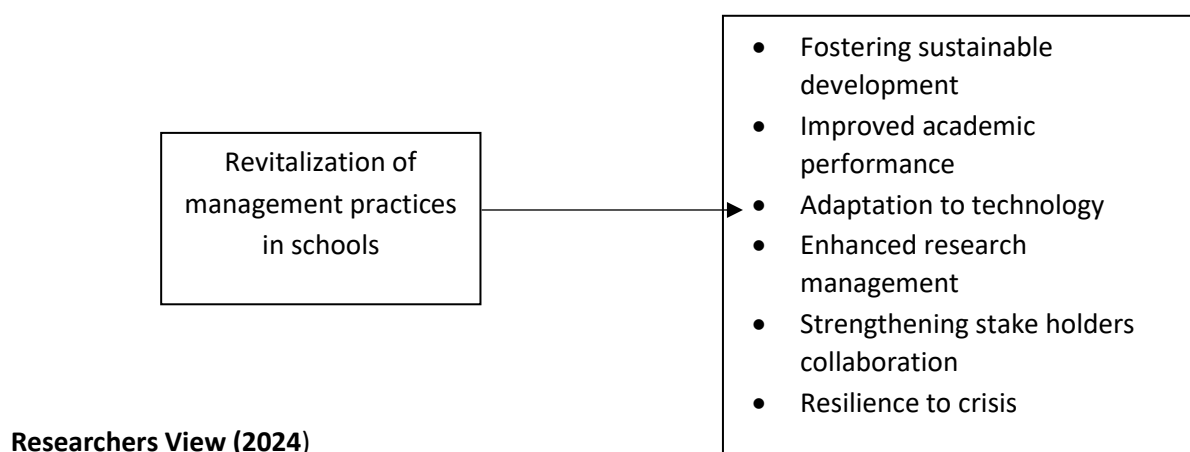 Revitalization of
management practices
in schools
• Fostering sustainable
development
• Improved academic
performance
• Adaptation to technology
• Enhanced research
management
• Strengthening stake holders
collaboration
• Resilience to crisis
Researchers View (2024)